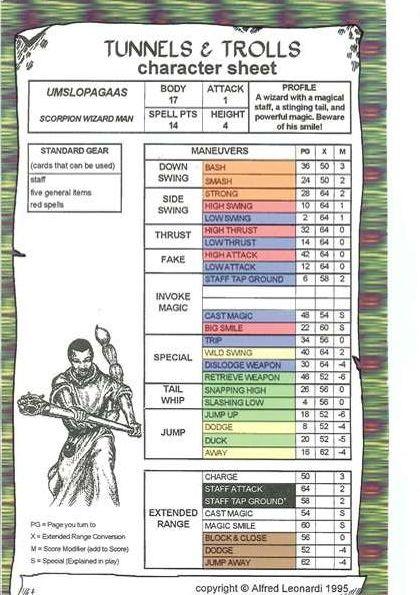 TUNNELS & TROLLS
character sheet
UMSLOPAGAAS
SCORPION WIZARD MAN
BODY
17
ATTACK
1
SPELL PTS
14
HEIGHT
4
PROFILE
A wizard with a magical
staff, a stinging tail, and
powerful magic. Beware
of his smile!
STANDARD GEAR
(cards that can be used)
staff
five general items
red spells
MANEUVERS PG X M
DOWN SWING
BASH 36 50 3
SMASH 24 50 2
SIDE SWING
STRONG 28 64 2
HIGH SWING 10 64 1
LOW SWING 2 64 1
THRUST
HIGH THRUST 32 64 0
LOW THRUST 14 64 0
FAKE
HIGH ATTACK 42 64 0
LOW ATTACK 12 64 0
INVOKE MAGIC
STAFF TAP GROUND 6 58 2
CAST MAGIC 48 54 S
BIG SMILE 22 60 S
SPECIAL
TRIP 34 56 0
WILD SWING 40 64 2
DISLODGE WEAPON 30 64 -4
RETRIEVE WEAPON 46 52 -6
TAIL WHIP
SNAPPING HIGH 26 56 0
SLASHING LOW 4 56 0
JUMP
JUMP UP 18 52 -6
DODGE 8 52 -4
DUCK 20 52 -5
AWAY 16 62 -4
EXTENDED RANGE
CHARGE 50 3
STAFF ATTACK 64 2
STAFF TAP GROUND* 58 2
CAST MAGIC 54 S
MAGIC SMILE 60 S
BLOCK & CLOSE 56 0
DODGE 52 -4
JUMP AWAY 62 -4
PG = Page you turn to
X = Extended Range Conversion
M = Score Modifier (add to Score)
S = Special (Explained in play)
copyright © Alfred Leonardi 1995